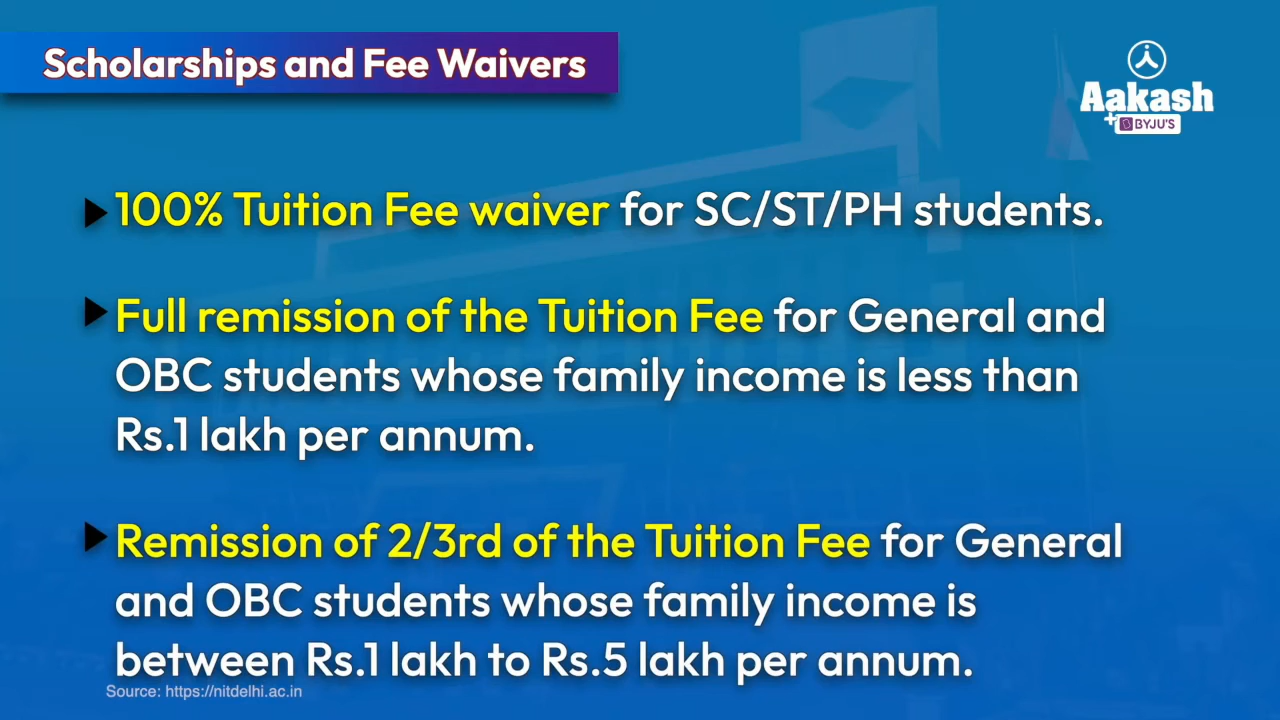 Scholarships and Fee Waivers
Aakash
+ BYJU'S
100% Tuition Fee waiver for SC/ST/PH students.
Full remission of the Tuition Fee for General and
OBC students whose family income is less than
Rs.1 lakh per annum.
Remission of 2/3rd of the Tuition Fee for General
and OBC students whose family income is
between Rs.1 lakh to Rs.5 lakh per annum.
Source: https://nitdelhi.ac.in